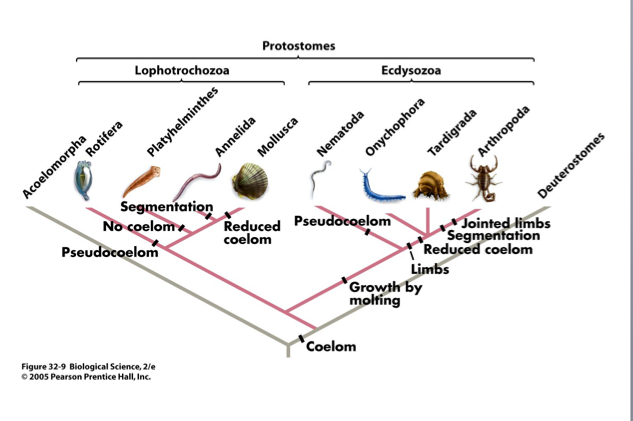 Protostomes
Lophotrochozoa
Ecdysozoa
Acoelomorpha
Rotifera
Platyhelminthes
Annelida
Mollusca
Nematoda
Onychophora
Tardigrada
Arthropoda
Deuterostomes
Segmentation
No coelom
Reduced
coelom
Pseudocoelom
Pseudocoelom
Jointed limbs
Segmentation
Reduced coelom
Limbs
Growth by
molting
Coelom
Figure 32-9 Biological Science, 2/e
© 2005 Pearson Prentice Hall, Inc.